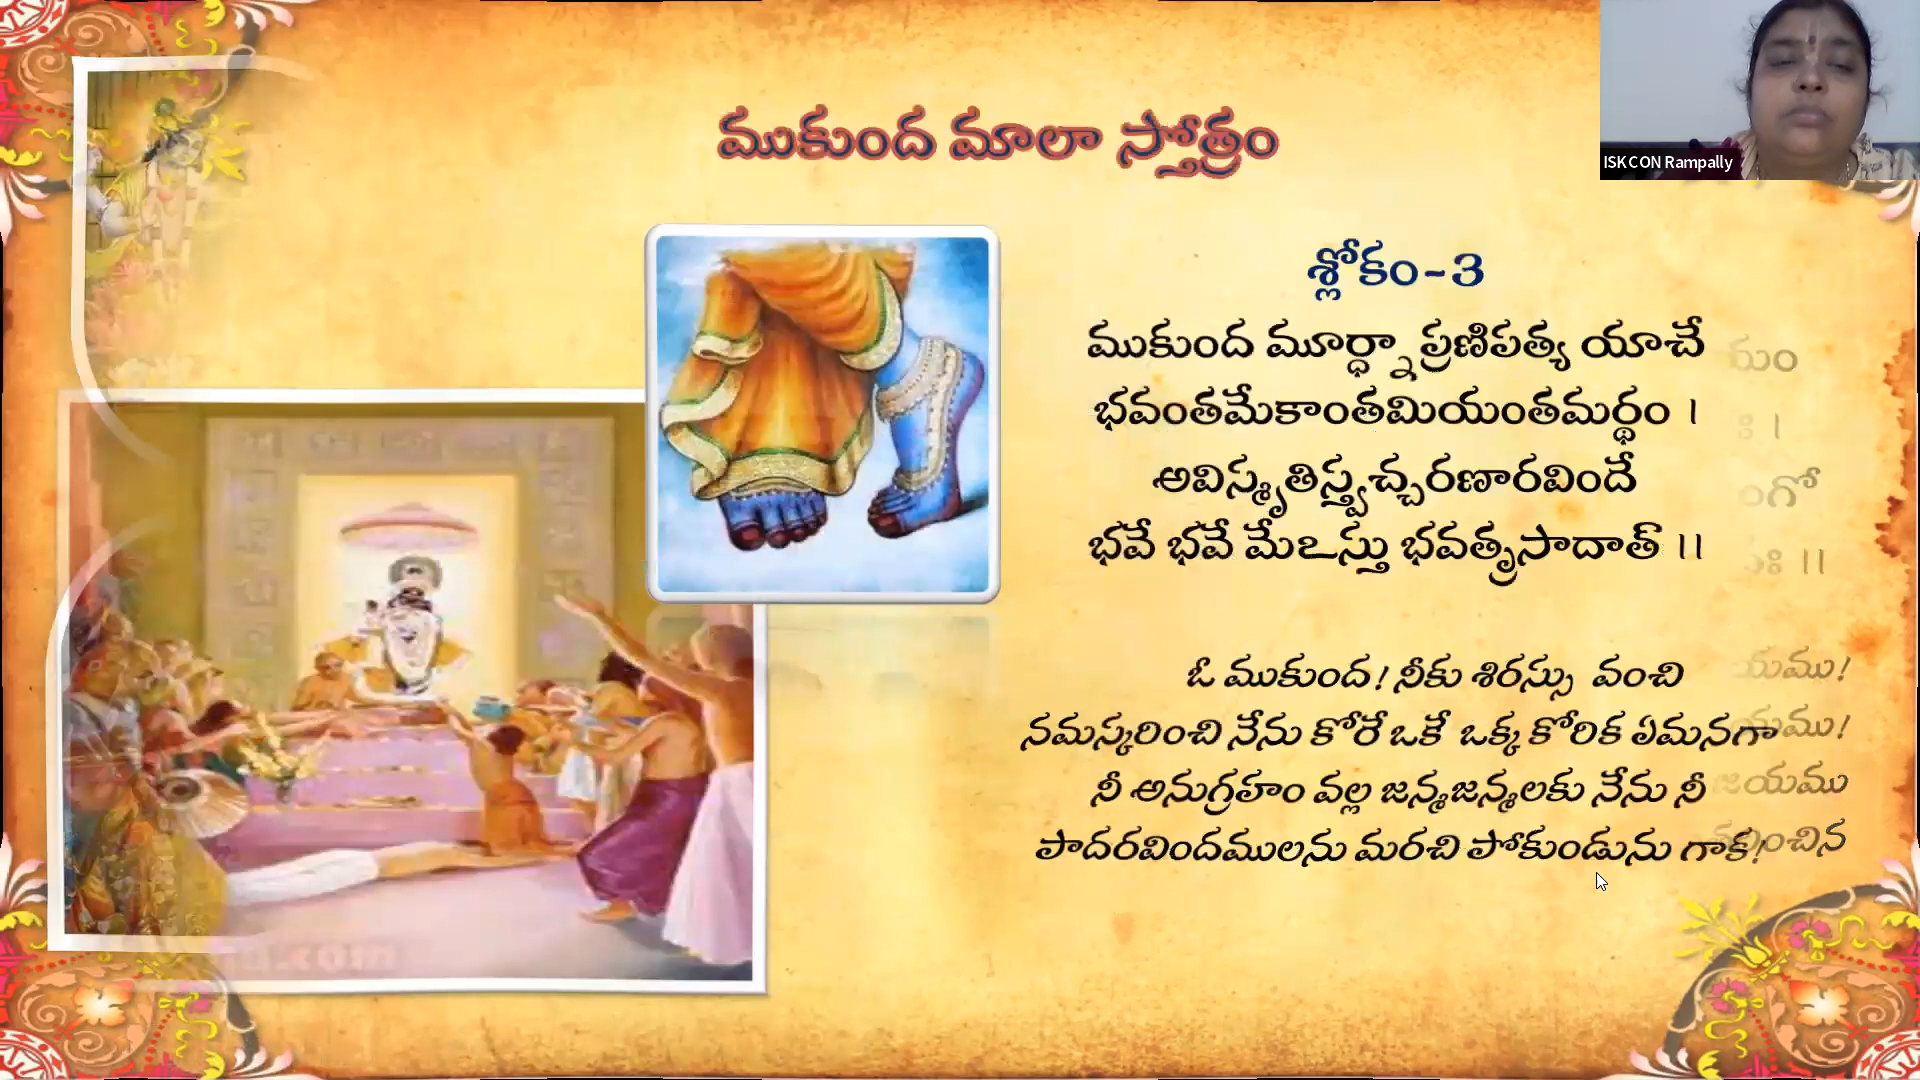 ముకుంద మాలా స్తోత్రం
ISKCON Rampally
శ్లోకం-3
ముకుంద మూర్ధ్నా ప్రణిపత్య యాచే
భవంతమేకాంతమియంతమర్థం ।
అవిస్మృతిస్త్వచ్చరణారవిందే
భవే భవే మేఽస్తు భవత్ప్రసాదాత్ ।।
ఓ ముకుంద! నీకు శిరస్సు వంచి
నమస్కరించి నేను కోరే ఒకే ఒక్క కోరిక ఏమనగా
నీ అనుగ్రహం వల్ల జన్మజన్మలకు నేను నీ
పాదరవిందములను మరచి పోకుండును గాక!